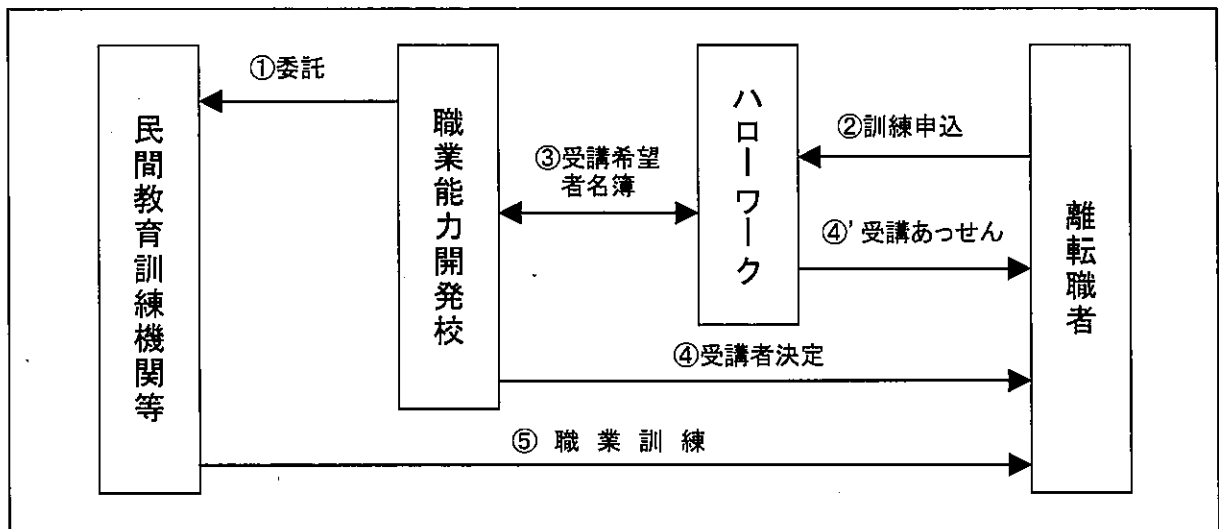 民間教育訓練機関等
①委託
職業能力開発校
③受講希望
者名簿
ハローワーク
②訓練申込
④'受講あっせん
離転職者
④受講者決定
⑤ 職 業 訓 練